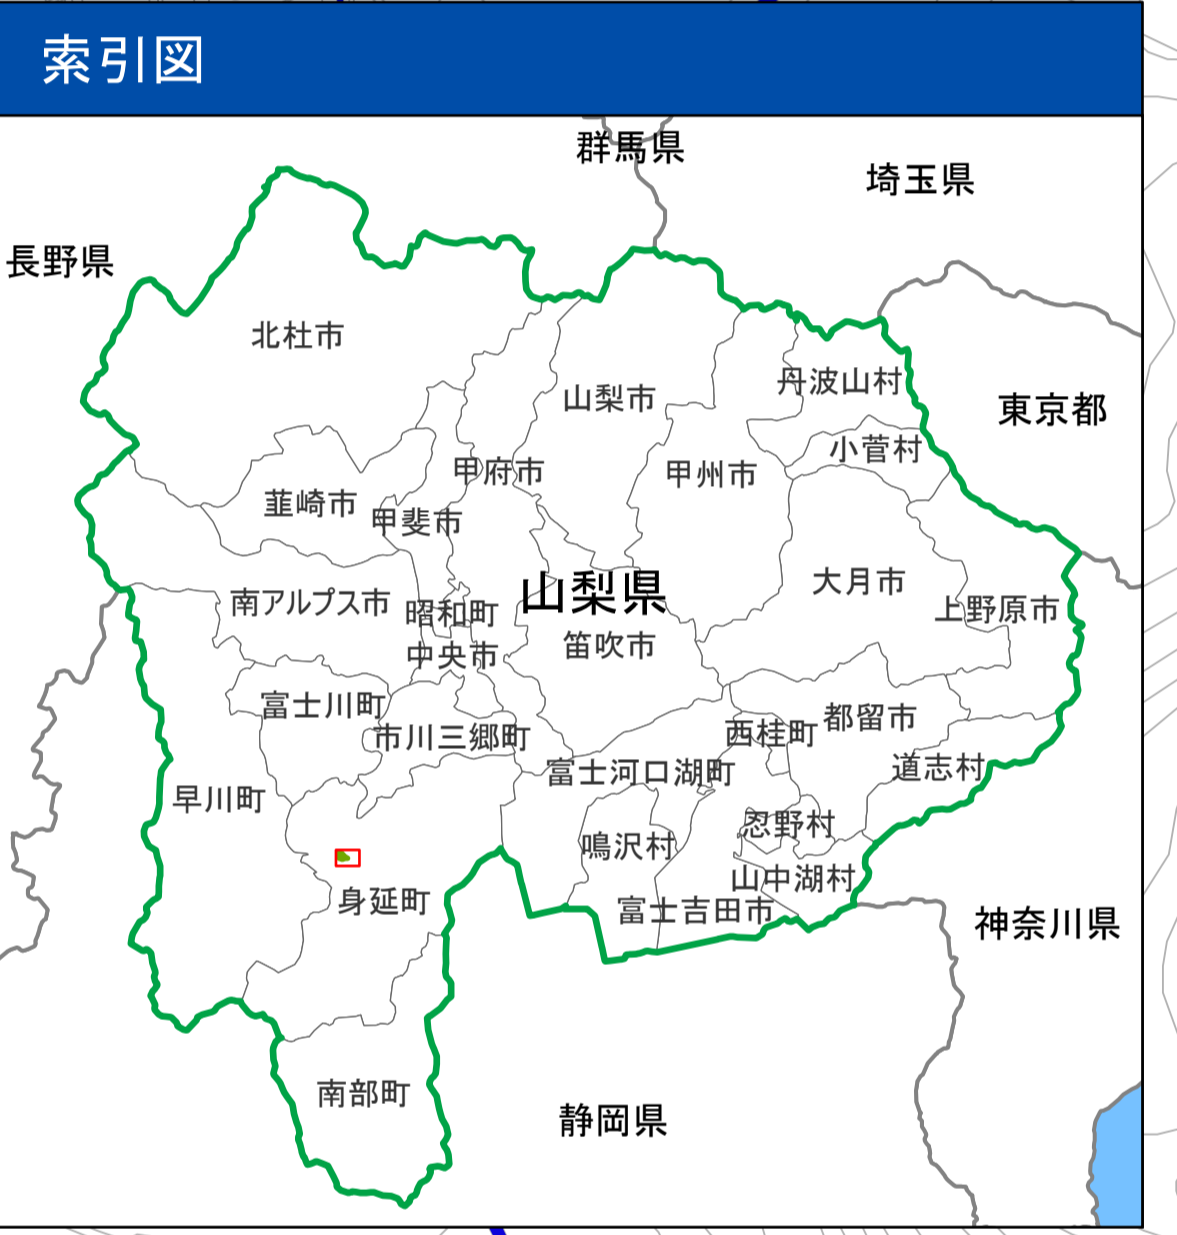 索引図
群馬県
埼玉県
長野県
北杜市
丹波山村
山梨市
東京都
小菅村
甲府市
甲州市
韮崎市
甲斐市
大月市
山梨県
南アルプス市
昭和町
上野原市
笛吹市
中央市
富士川町
都留市
西桂町
市川三郷町
道志村
富士河口湖町
早川町
忍野村
鳴沢村
山中湖村
身延町
富士吉田市
神奈川県
南部町
静岡県